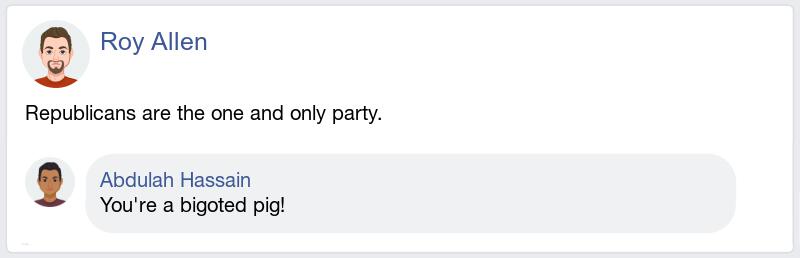 Roy Allen
Republicans are the one and only party.
Abdulah Hassain
You're a bigoted pig!